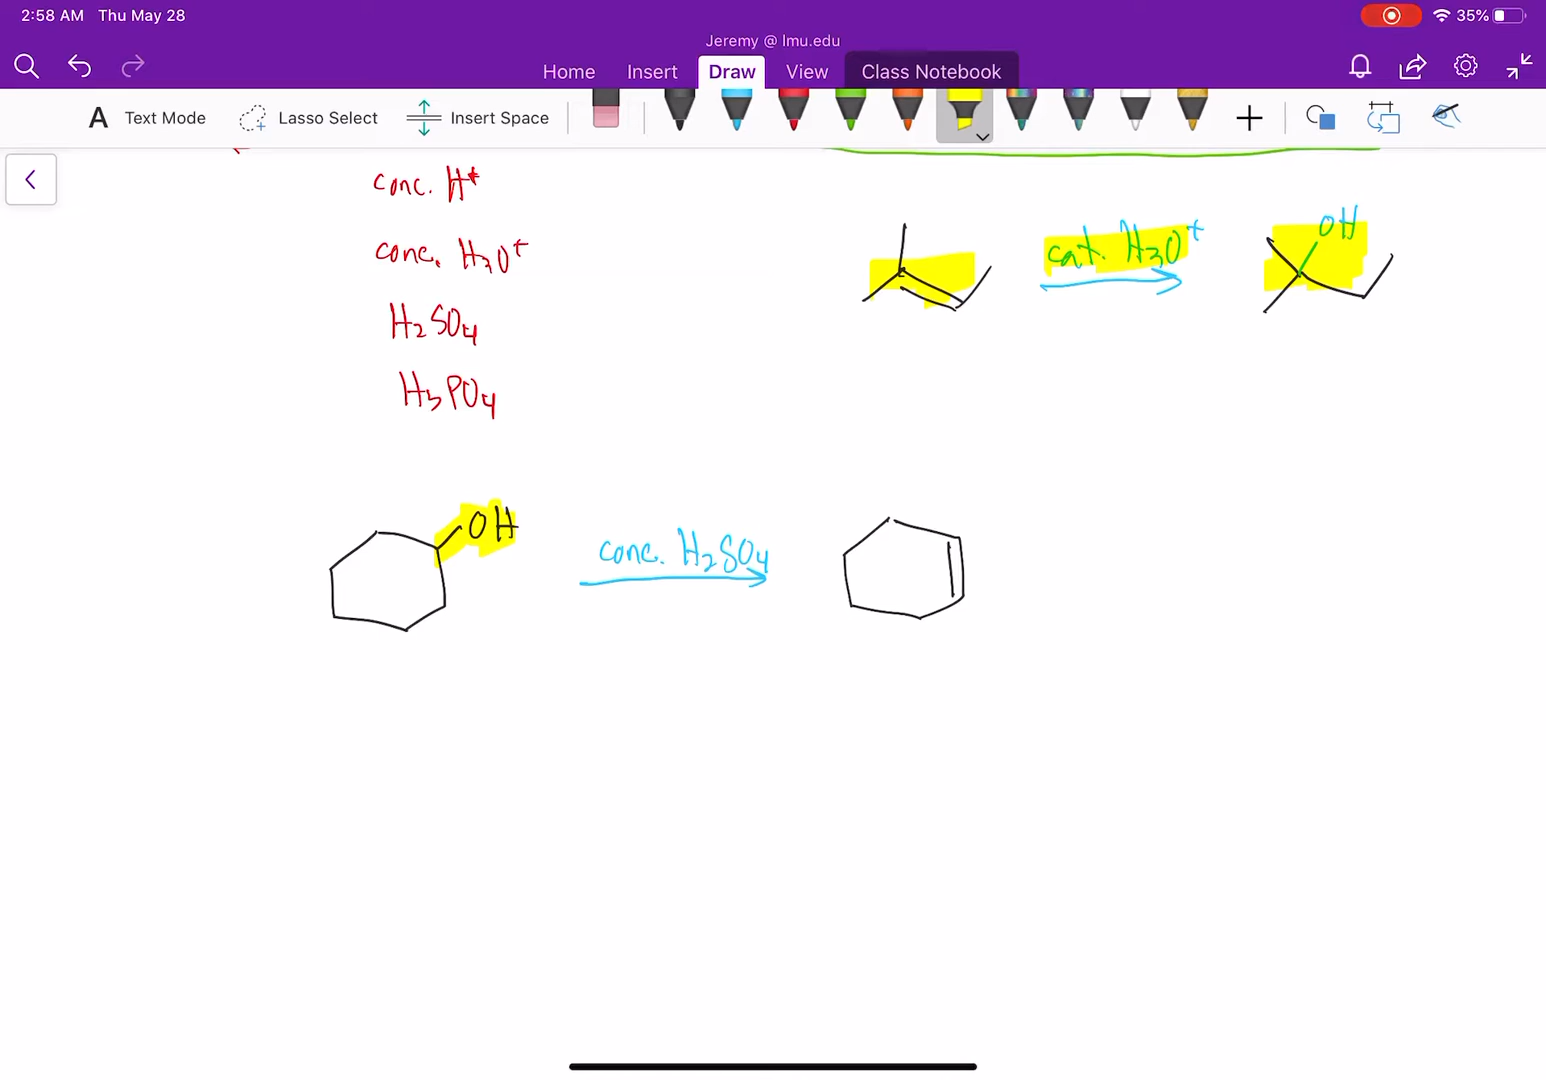 2:58 AM Thu May 28
35%
Jeremy @ lmu.edu
Home Insert Draw View Class Notebook
A Text Mode Lasso Select Insert Space
conc. H⁺
conc. H₃O⁺
H₂SO₄
H₃PO₄
cat. H₃O⁺
OH
OH
conc. H₂SO₄